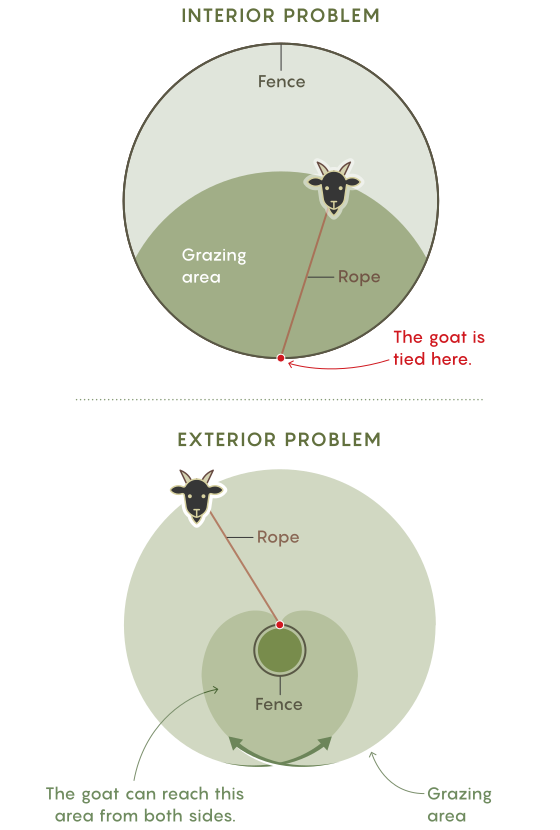 INTERIOR PROBLEM
Fence
Grazing
area
Rope
The goat is
tied here.
EXTERIOR PROBLEM
Rope
Fence
The goat can reach this
area from both sides.
Grazing
area